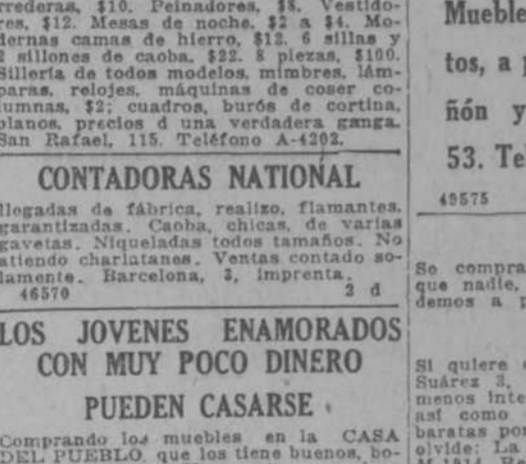 rrederas, $10. Peinadores, $8. Vestido-
res, $12. Mesas de noche, $2 a $4. Mo-
dernas camas de hierro, $12. 6 sillas y
2 sillones de caoba, $22. 8 piezas, $100.
Sillería de todos modelos, mimbres, lám-
paras, relojes, máquinas de coser co-
lumnas, $2; cuadros, burós de cortina,
planos, precios d una verdadera ganga.
San Rafael, 115. Teléfono A-4202.
CONTADORAS NATIONAL
llegadas de fábrica, realizo, flamantes,
garantizadas. Caoba, chicas, de varias
gavetas. Niqueladas todos tamaños. No
atiendo charlatanes. Ventas contado so-
lamente. Barcelona, 3, imprenta.
46570 2 d
LOS JOVENES ENAMORADOS
CON MUY POCO DINERO
PUEDEN CASARSE
Comprando los muebles en la CASA
DEL PUEBLO, que los tiene buenos, bo-
Mueble
tos, a p
ñón y
53. Te
49575
Se compra
que nadie,
demos a p
Si quiere
Suárez 3,
menos inte
así como
baratas por
olvide: La